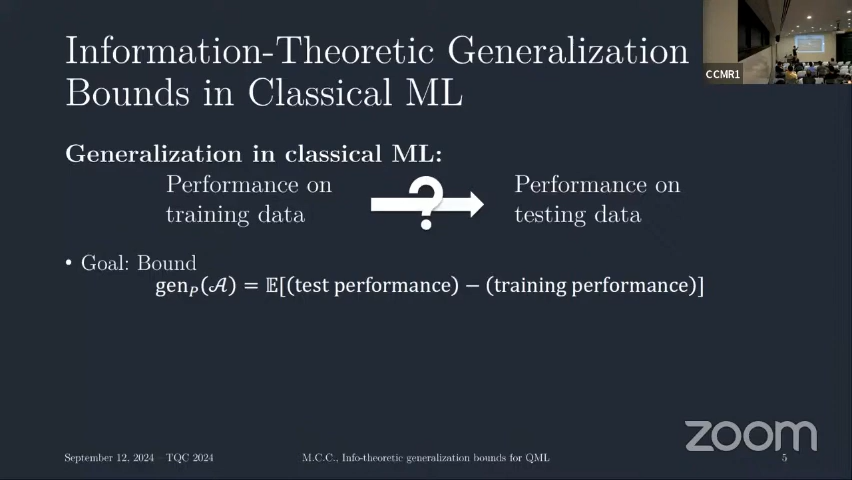 Information-Theoretic Generalization
Bounds in Classical ML
CCMR1
Generalization in classical ML:
Performance on
training data
?
Performance on
testing data
• Goal: Bound
gen_P(𝒜) = 𝔼[(test performance) − (training performance)]
zoom
September 12, 2024 – TQC 2024
M.C.C., Info-theoretic generalization bounds for QML
5